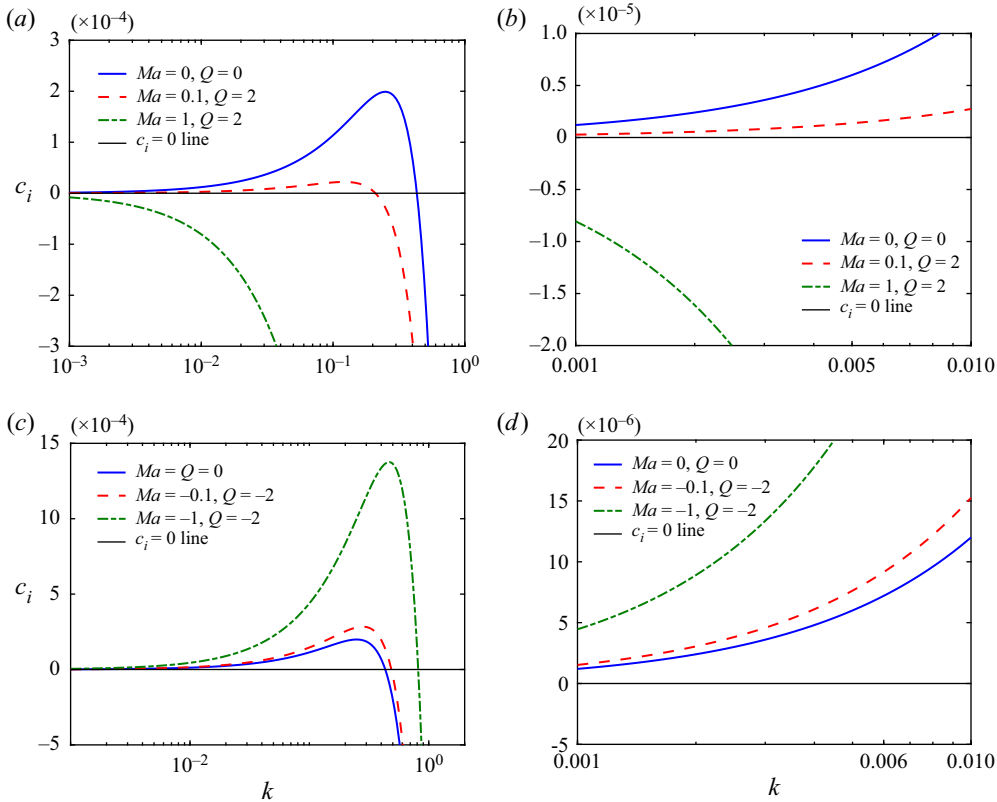 (a)
(×10⁻⁴)
3
2
1
0
−1
−2
−3
c_i
Ma = 0, Q = 0
Ma = 0.1, Q = 2
Ma = 1, Q = 2
c_i = 0 line
10⁻³
10⁻²
10⁻¹
10⁰
(b)
(×10⁻⁵)
1.0
0.5
0
−0.5
−1.0
−1.5
−2.0
Ma = 0, Q = 0
Ma = 0.1, Q = 2
Ma = 1, Q = 2
c_i = 0 line
0.001
0.005
0.010
(c)
(×10⁻⁴)
15
10
5
0
−5
c_i
Ma = Q = 0
Ma = −0.1, Q = −2
Ma = −1, Q = −2
c_i = 0 line
10⁻²
10⁰
k
(d)
(×10⁻⁶)
20
15
10
5
0
-5
Ma = 0, Q = 0
Ma = −0.1, Q = −2
Ma = −1, Q = −2
c_i = 0 line
0.001
0.006
0.010
k